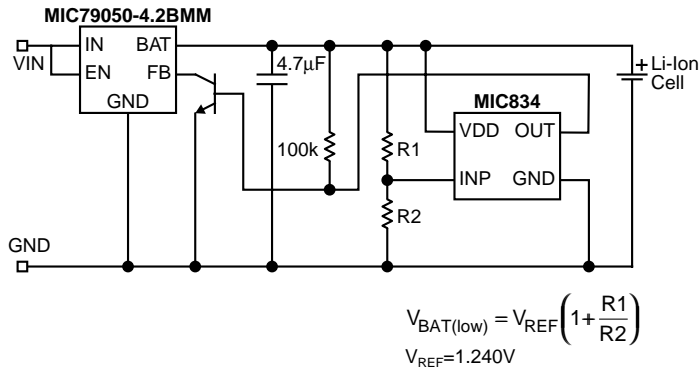 MIC79050-4.2BMM
IN BAT
VIN
EN FB
GND
4.7µF
Li-Ion
Cell
+
MIC834
VDD OUT
100k
R1
INP GND
R2
GND
V_BAT(low) = V_REF(1+R1/R2)
V_REF=1.240V